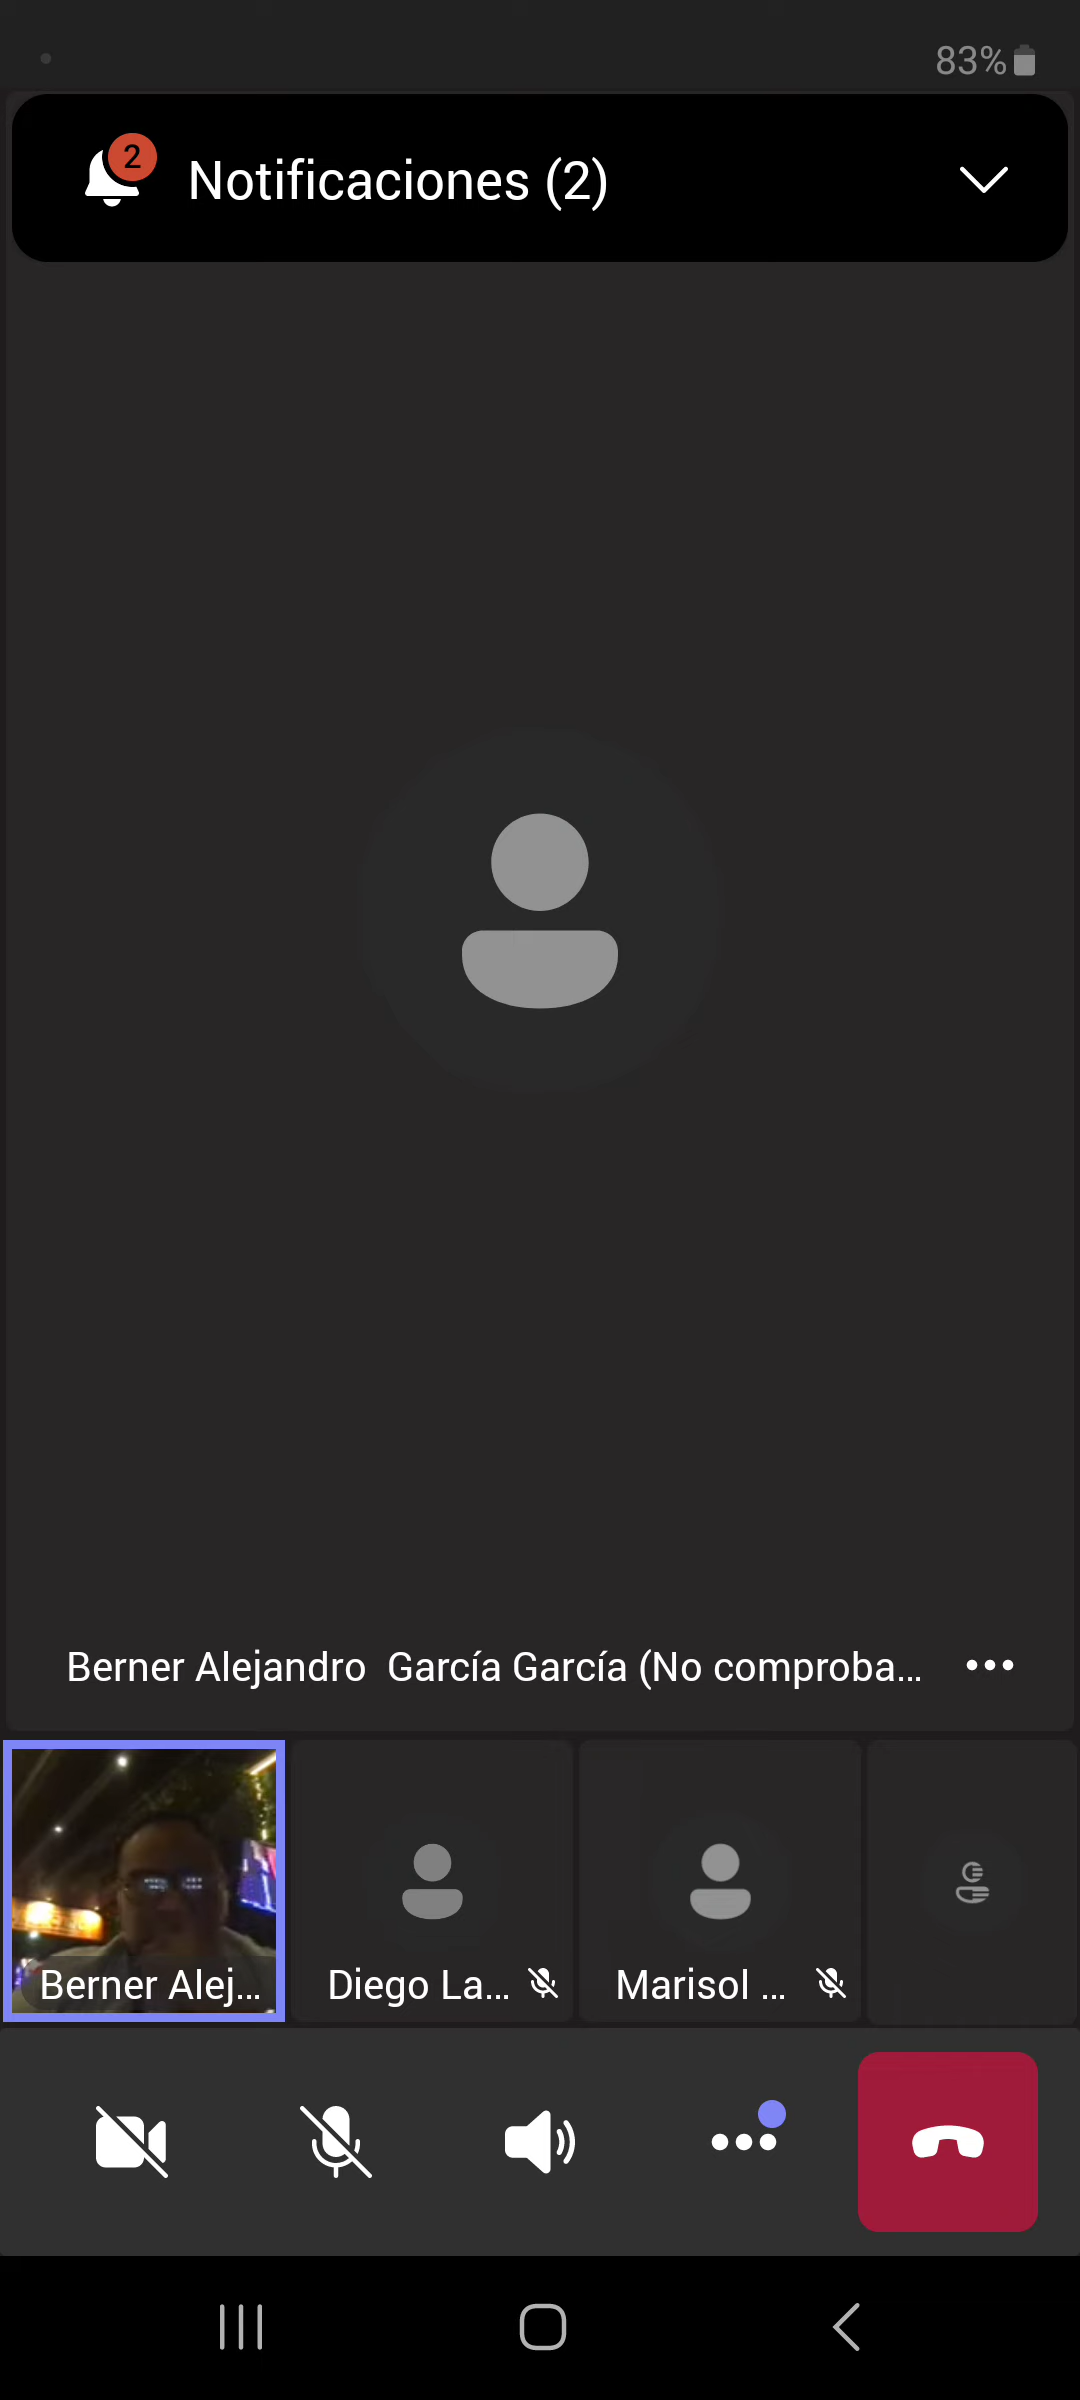 83%
2
Notificaciones (2)
Berner Alejandro García García (No comproba...
Berner Alej...
Diego La...
Marisol ...